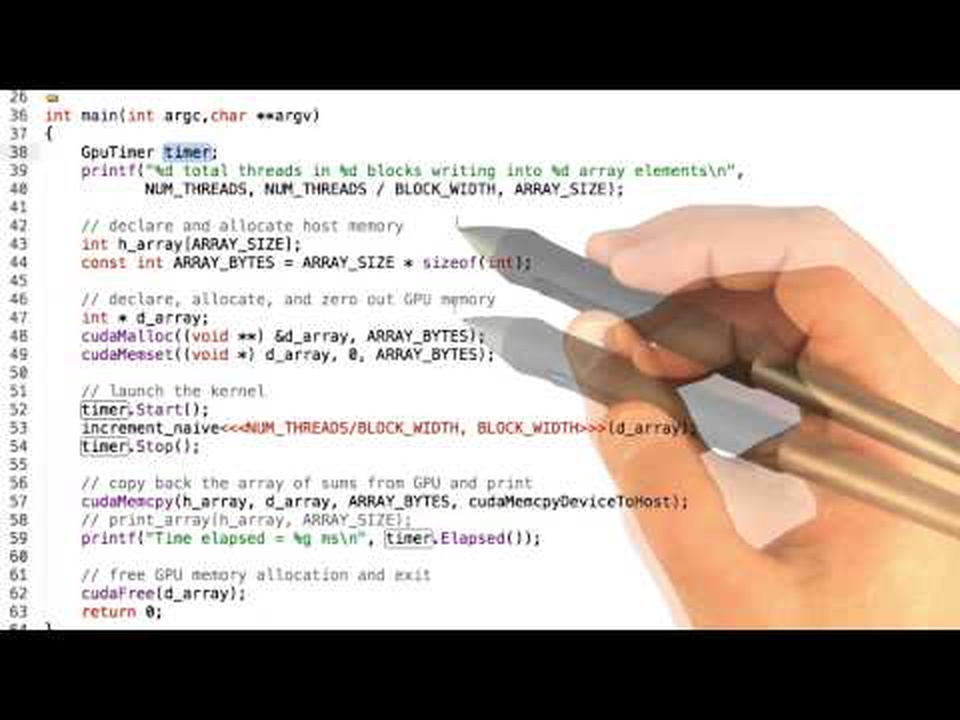 26
36 int main(int argc,char **argv)
37 {
38     GpuTimer timer;
39     printf("%d total threads in %d blocks writing into %d array elements\n",
40            NUM_THREADS, NUM_THREADS / BLOCK_WIDTH, ARRAY_SIZE);
41
42     // declare and allocate host memory
43     int h_array[ARRAY_SIZE];
44     const int ARRAY_BYTES = ARRAY_SIZE * sizeof(int);
45
46     // declare, allocate, and zero out GPU memory
47     int * d_array;
48     cudaMalloc((void **) &d_array, ARRAY_BYTES);
49     cudaMemset((void *) d_array, 0, ARRAY_BYTES);
50
51     // launch the kernel
52     timer.Start();
53     increment_naive<<<NUM_THREADS/BLOCK_WIDTH, BLOCK_WIDTH>>>(d_array);
54     timer.Stop();
55
56     // copy back the array of sums from GPU and print
57     cudaMemcpy(h_array, d_array, ARRAY_BYTES, cudaMemcpyDeviceToHost);
58     // print_array(h_array, ARRAY_SIZE);
59     printf("Time elapsed = %g ms\n", timer.Elapsed());
60
61     // free GPU memory allocation and exit
62     cudaFree(d_array);
63     return 0;
64 }